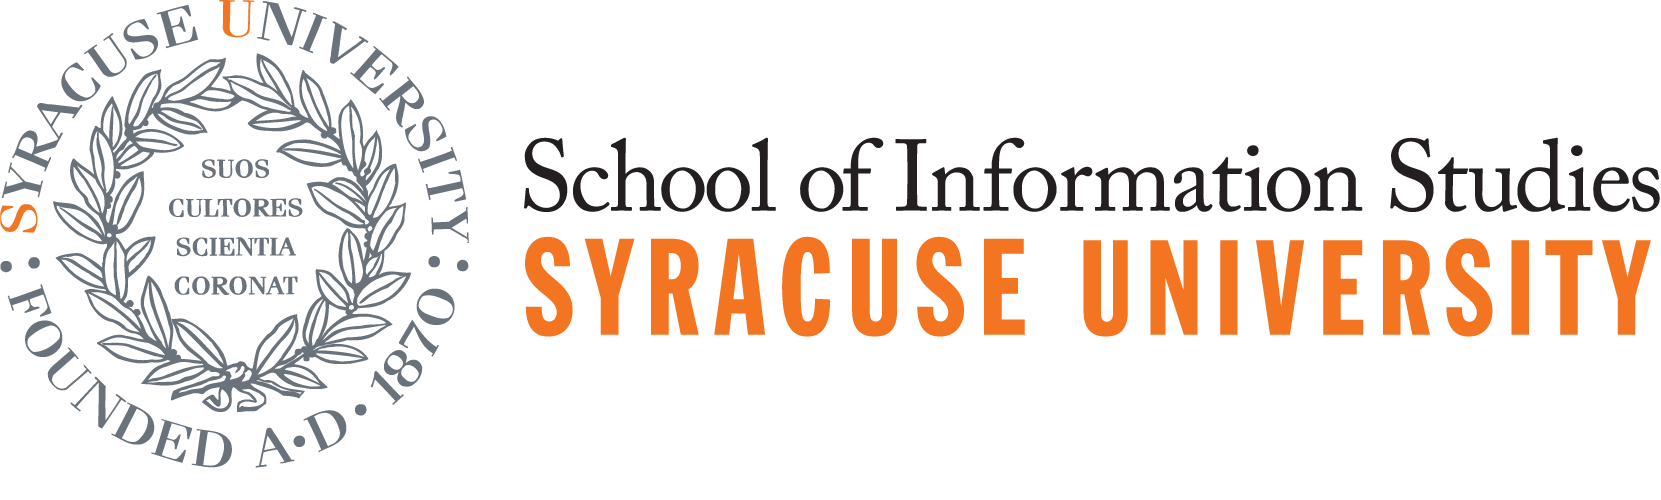 SYRACUSE UNIVERSITY
: FOUNDED A·D· 1870 :
SUOS
CULTORES
SCIENTIA
CORONAT
School of Information Studies
SYRACUSE UNIVERSITY